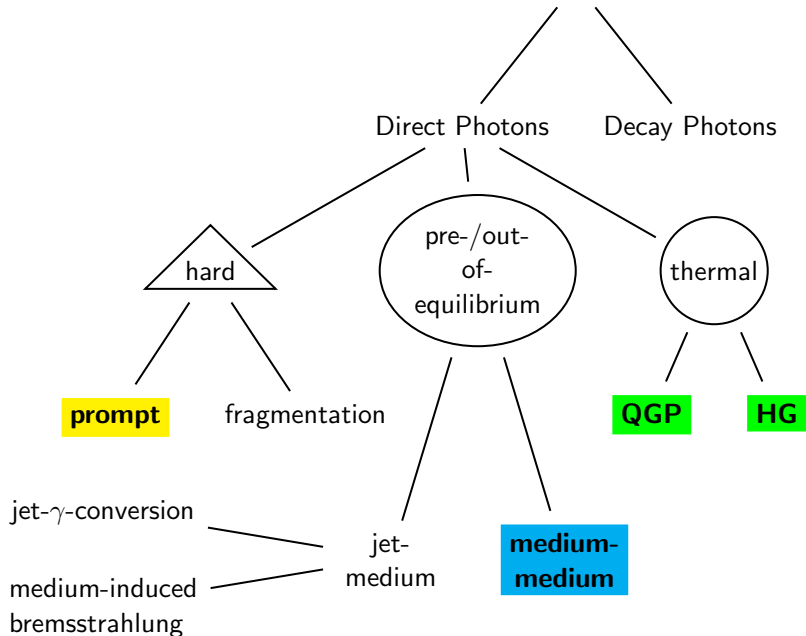 Direct Photons
Decay Photons
hard
pre-/out-
of-
equilibrium
thermal
prompt
fragmentation
QGP
HG
jet-γ-conversion
jet-
medium
medium-
medium
medium-induced
bremsstrahlung